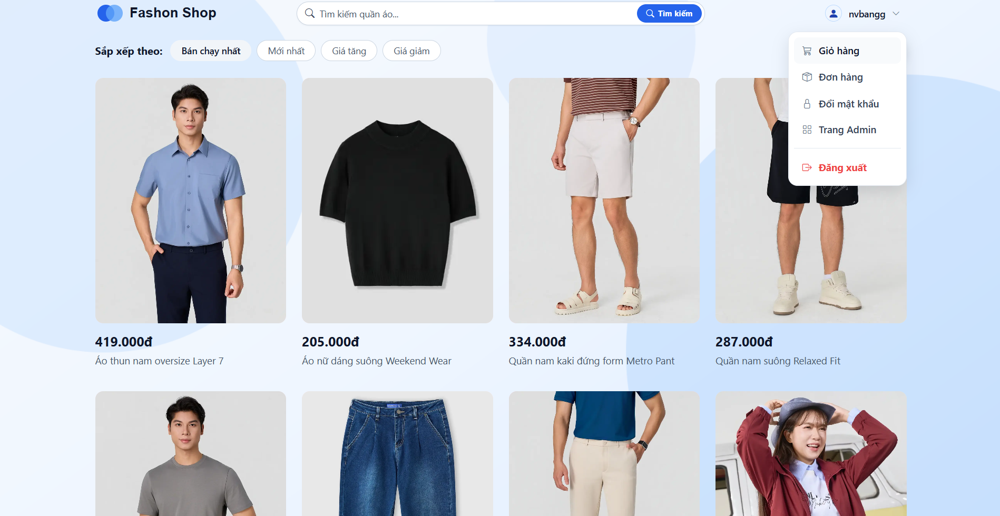 Fashon Shop
Tìm kiếm quần áo...
Tìm kiếm
nvbangg
Sắp xếp theo:
Bán chạy nhất
Mới nhất
Giá tăng
Giá giảm
Giỏ hàng
Đơn hàng
Đổi mật khẩu
Trang Admin
Đăng xuất
419.000đ
Áo thun nam oversize Layer 7
205.000đ
Áo nữ dáng suông Weekend Wear
334.000đ
Quần nam kaki đứng form Metro Pant
287.000đ
Quần nam suông Relaxed Fit